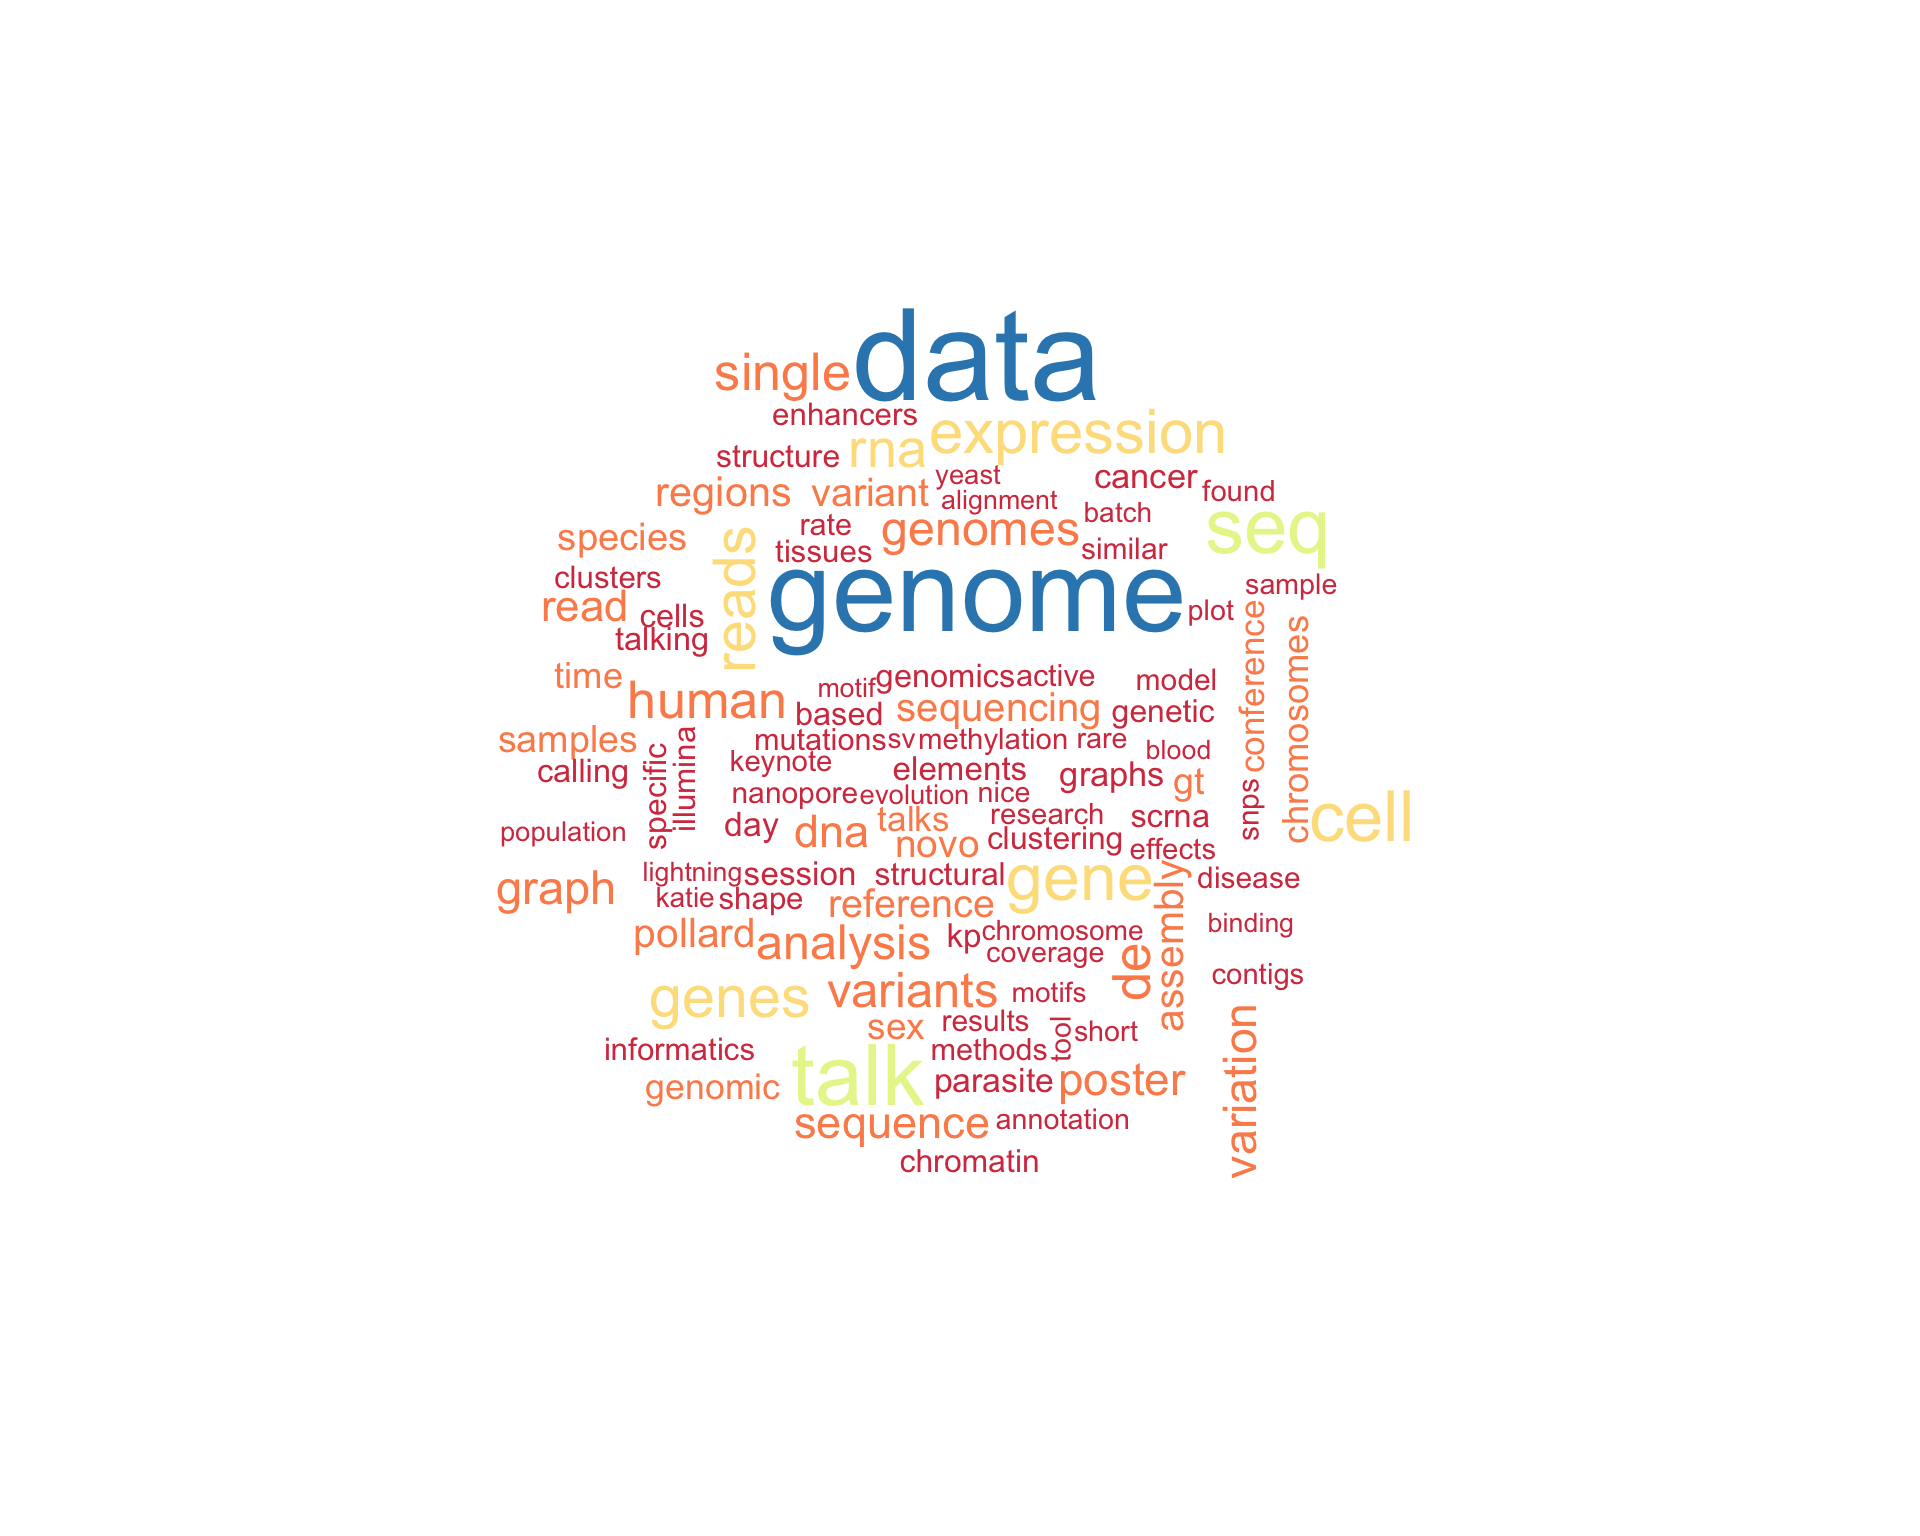 data
single
enhancers
expression
rna
structure
yeast
cancer
regions
variant
alignment
found
batch
seq
rate
genomes
species
reads
tissues
similar
clusters
genome
sample
read
cells
plot
talking
conference
chromosomes
time
human
motif
genomics
active
model
based
sequencing
genetic
samples
mutations
sv
methylation
rare
blood
calling
specific
illumina
keynote
elements
graphs
gt
nanopore
evolution
nice
snps
cell
population
day
dna
talks
novo
research
clustering
scrna
effects
graph
lightning
session
structural
gene
assembly
disease
katie
shape
reference
pollard
analysis
kp
chromosome
coverage
de
binding
contigs
genes
variants
motifs
variation
sex
results
tool
short
informatics
methods
genomic
talk
parasite
poster
sequence
annotation
chromatin